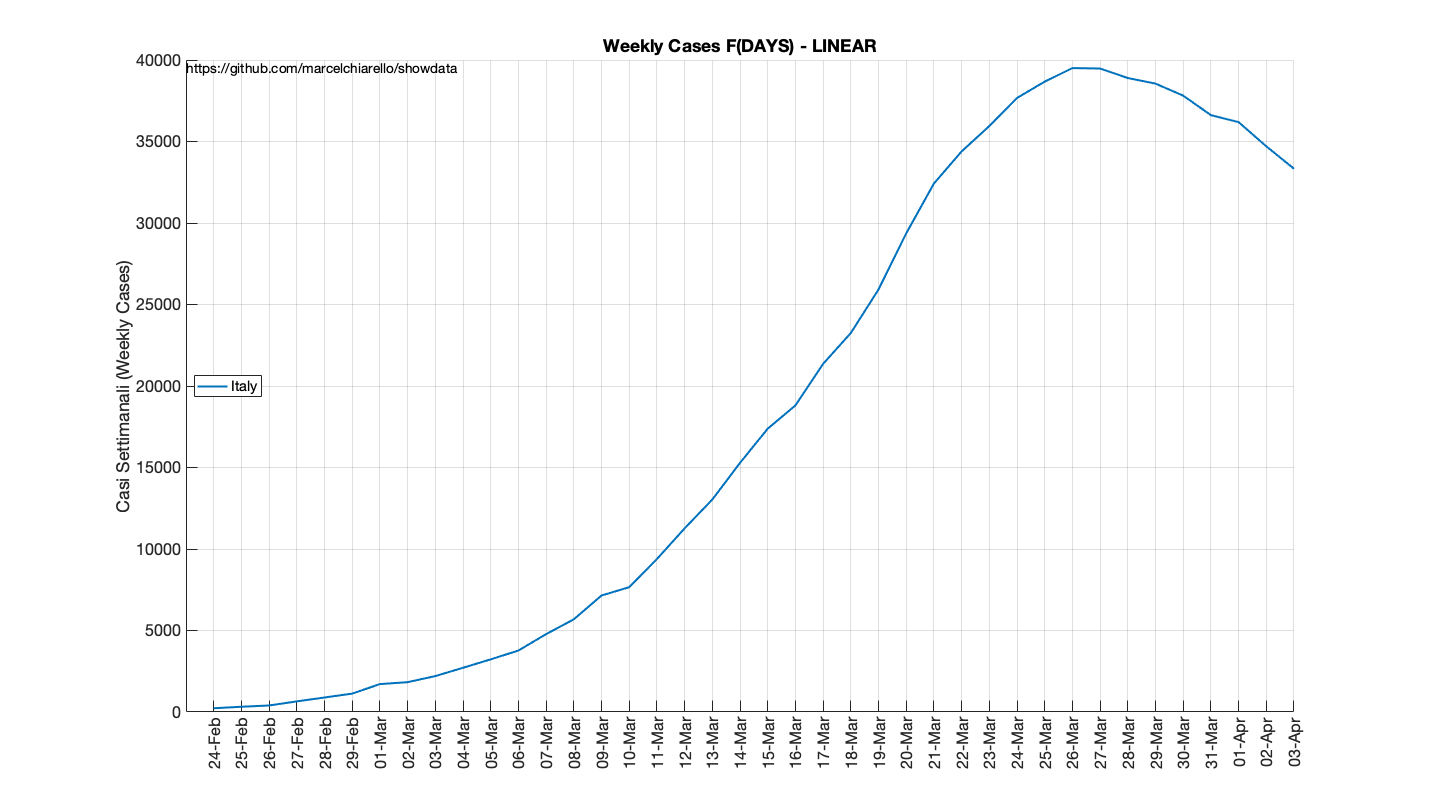 Weekly Cases F(DAYS) - LINEAR
https://github.com/marcelchiarello/showdata
Casi Settimanali (Weekly Cases)
40000
35000
30000
25000
20000
15000
10000
5000
0
Italy
24-Feb
25-Feb
26-Feb
27-Feb
28-Feb
29-Feb
01-Mar
02-Mar
03-Mar
04-Mar
05-Mar
06-Mar
07-Mar
08-Mar
09-Mar
10-Mar
11-Mar
12-Mar
13-Mar
14-Mar
15-Mar
16-Mar
17-Mar
18-Mar
19-Mar
20-Mar
21-Mar
22-Mar
23-Mar
24-Mar
25-Mar
26-Mar
27-Mar
28-Mar
29-Mar
30-Mar
31-Mar
01-Apr
02-Apr
03-Apr